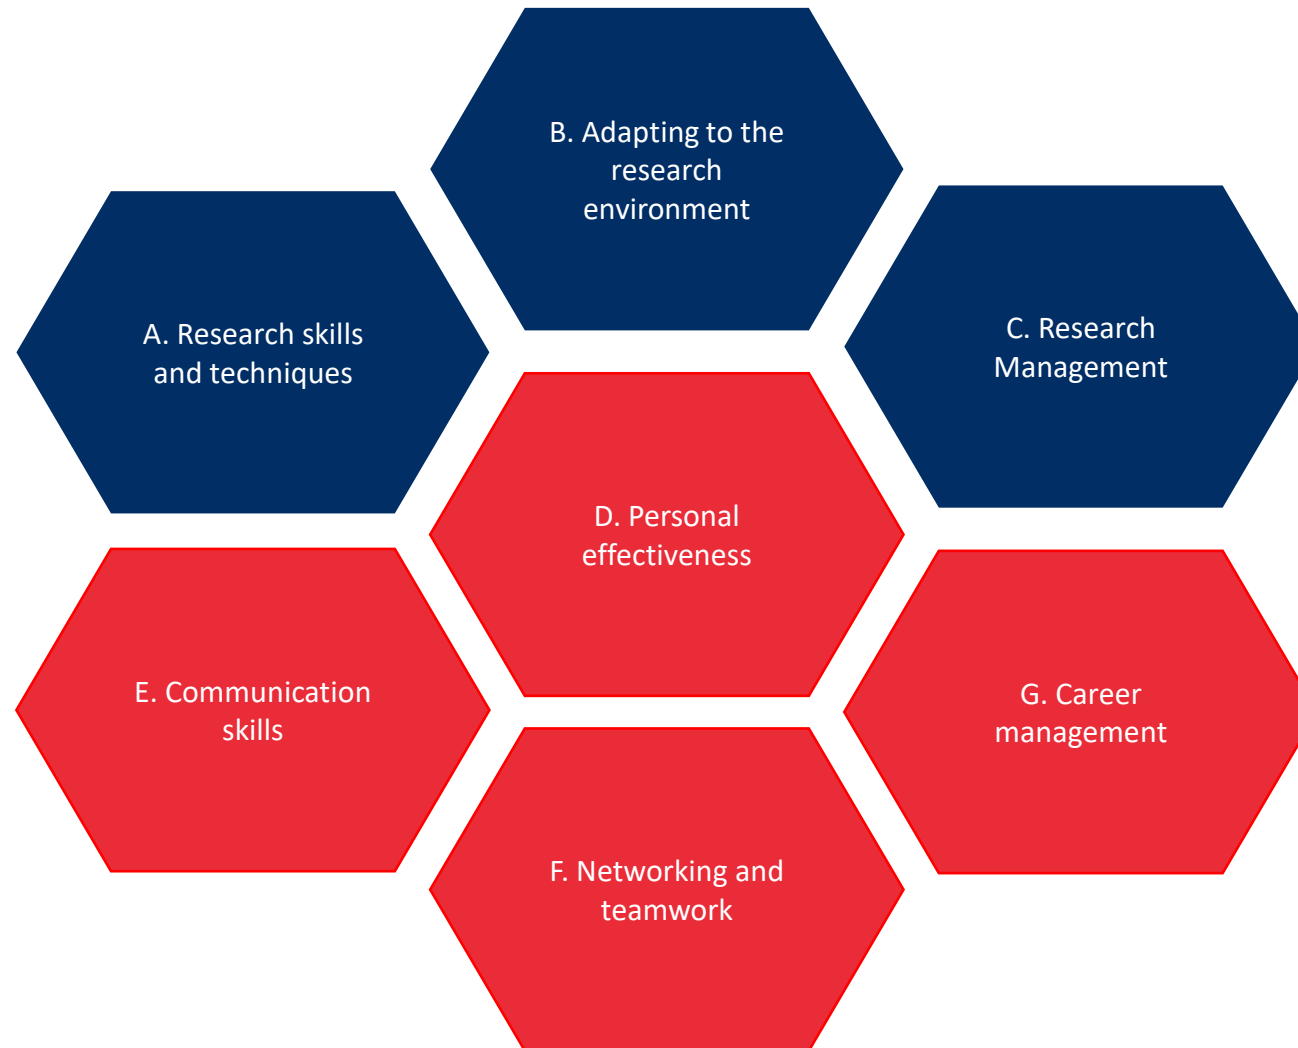 A. Research skills
and techniques
B. Adapting to the
research
environment
C. Research
Management
D. Personal
effectiveness
E. Communication
skills
F. Networking and
teamwork
G. Career
management